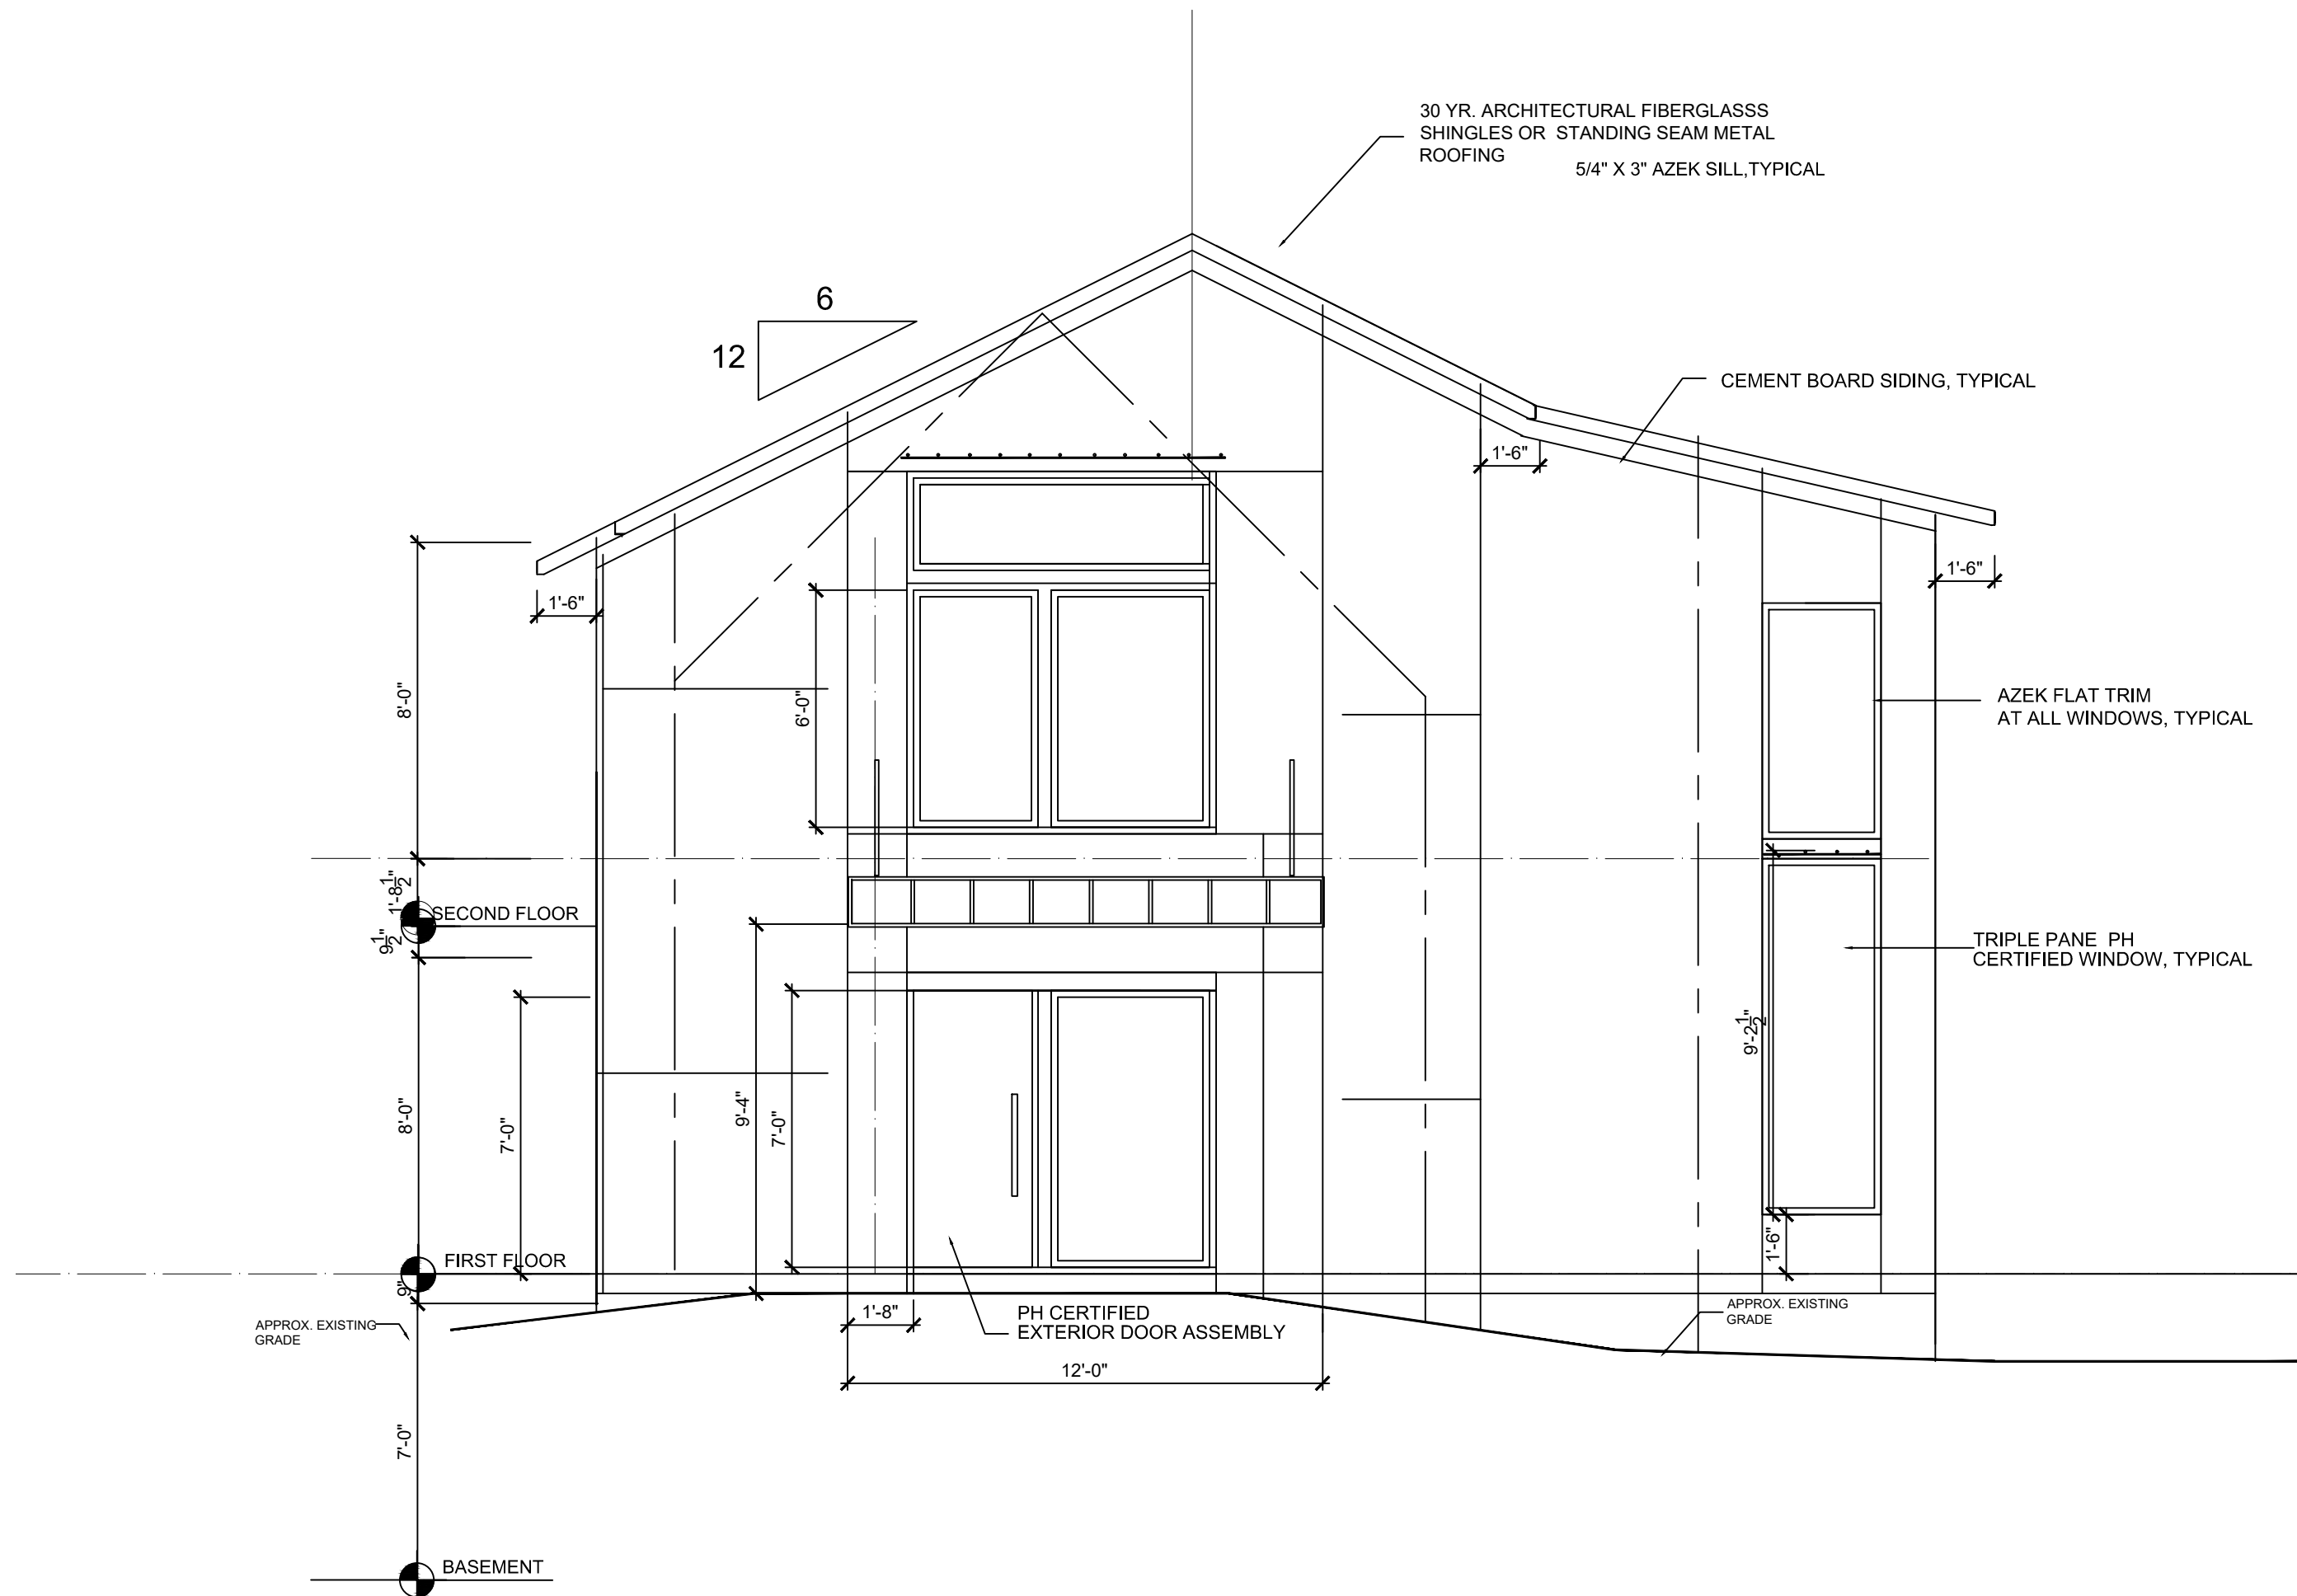 30 YR. ARCHITECTURAL FIBERGLASSS
SHINGLES OR STANDING SEAM METAL
ROOFING
5/4" X 3" AZEK SILL,TYPICAL
6
12
CEMENT BOARD SIDING, TYPICAL
1'-6"
1'-6"
1'-6"
8'-0"
6'-0"
AZEK FLAT TRIM
AT ALL WINDOWS, TYPICAL
1'-8 1/2"
SECOND FLOOR
9 1/2"
TRIPLE PANE PH
CERTIFIED WINDOW, TYPICAL
9'-2 1/2"
8'-0"
7'-0"
9'-4"
7'-0"
1'-6"
FIRST FLOOR
9"
APPROX. EXISTING
GRADE
1'-8"
PH CERTIFIED
EXTERIOR DOOR ASSEMBLY
APPROX. EXISTING
GRADE
12'-0"
7'-0"
BASEMENT